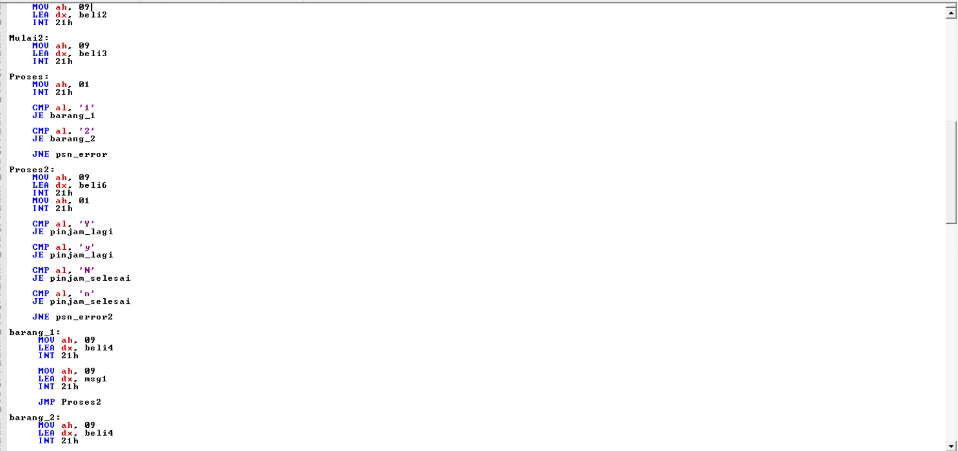 MOV ah, 09
LEA dx, beli2
INT 21h
Mulai2:
MOV ah, 09
LEA dx, beli3
INT 21h
Proses:
MOV ah, 01
INT 21h
CMP al, '1'
JE barang_1
CMP al, '2'
JE barang_2
JNE psn_error
Proses2:
MOV ah, 09
LEA dx, beli6
INT 21h
MOV ah, 01
INT 21h
CMP al, 'Y'
JE pinjam_lagi
CMP al, 'y'
JE pinjam_lagi
CMP al, 'N'
JE pinjam_selesai
CMP al, 'n'
JE pinjam_selesai
JNE psn_error2
barang_1:
MOV ah, 09
LEA dx, beli4
INT 21h
MOV ah, 09
LEA dx, msg1
INT 21h
JMP Proses2
barang_2:
MOV ah, 09
LEA dx, beli4
INT 21h